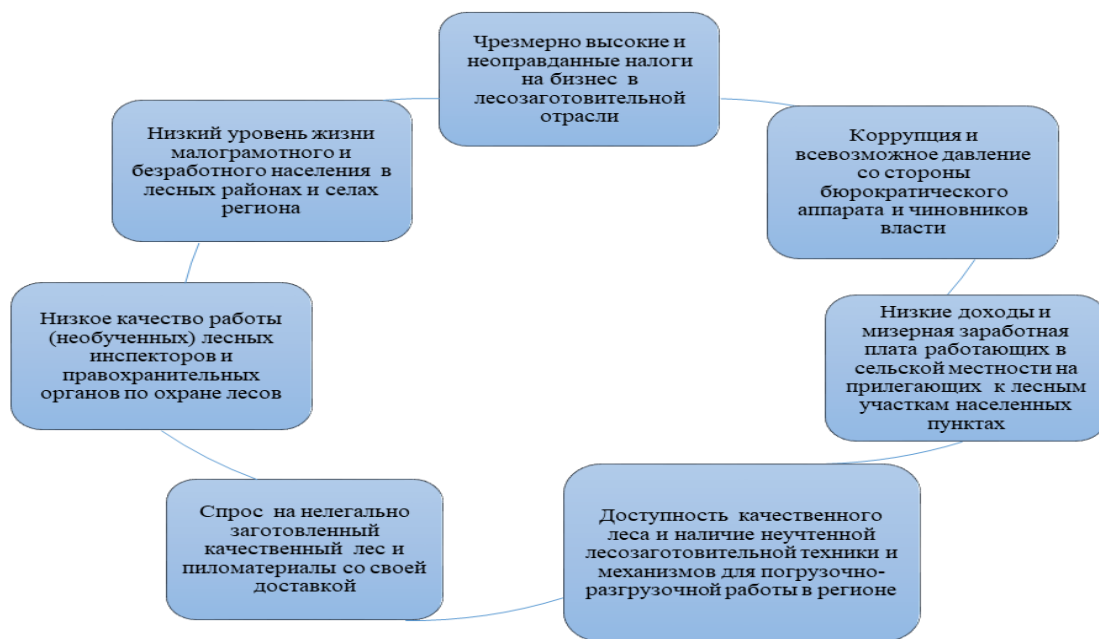 Чрезмерно высокие и
неоправданные налоги
на бизнес в
лесозаготовительной
отрасли
Коррупция и
всевозможное давление
со стороны
бюрократического
аппарата и чиновников
власти
Низкие доходы и
мизерная заработная
плата работающих в
сельской местности на
прилегающих к лесным
участкам населенных
пунктах
Доступность качественного
леса и наличие неучтенной
лесозаготовительной техники и
механизмов для погрузочно-
разгрузочной работы в регионе
Спрос на нелегально
заготовленный
качественный лес и
пиломатериалы со своей
доставкой
Низкое качество работы
(необученных) лесных
инспекторов и
правохранительных
органов по охране лесов
Низкий уровень жизни
малограмотного и
безработного населения в
лесных районах и селах
региона